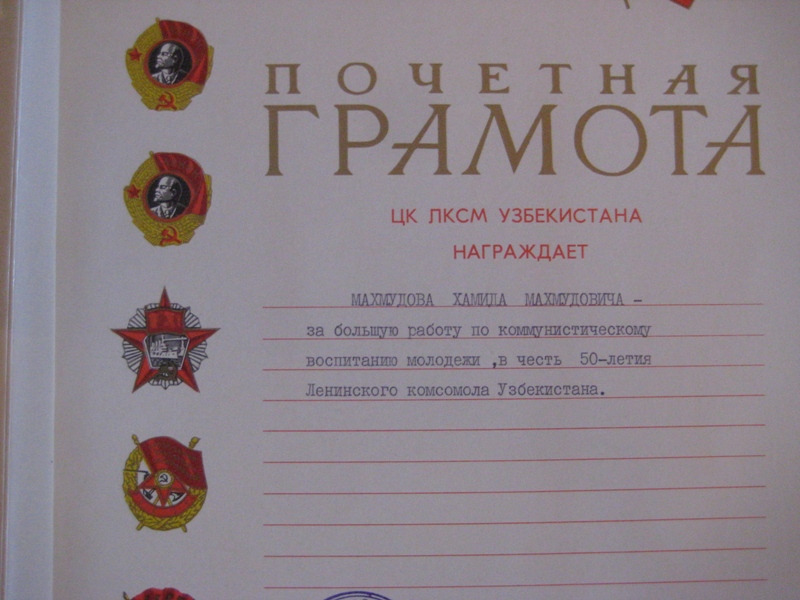 ПОЧЕТНАЯ
ГРАМОТА
ЦК ЛКСМ УЗБЕКИСТАНА
НАГРАЖДАЕТ
МАХМУДОВА ХАМИДА МАХМУДОВИЧА –
за большую работу по коммунистическому
воспитанию молодежи ,в честь 50-летия
Ленинского комсомола Узбекистана.